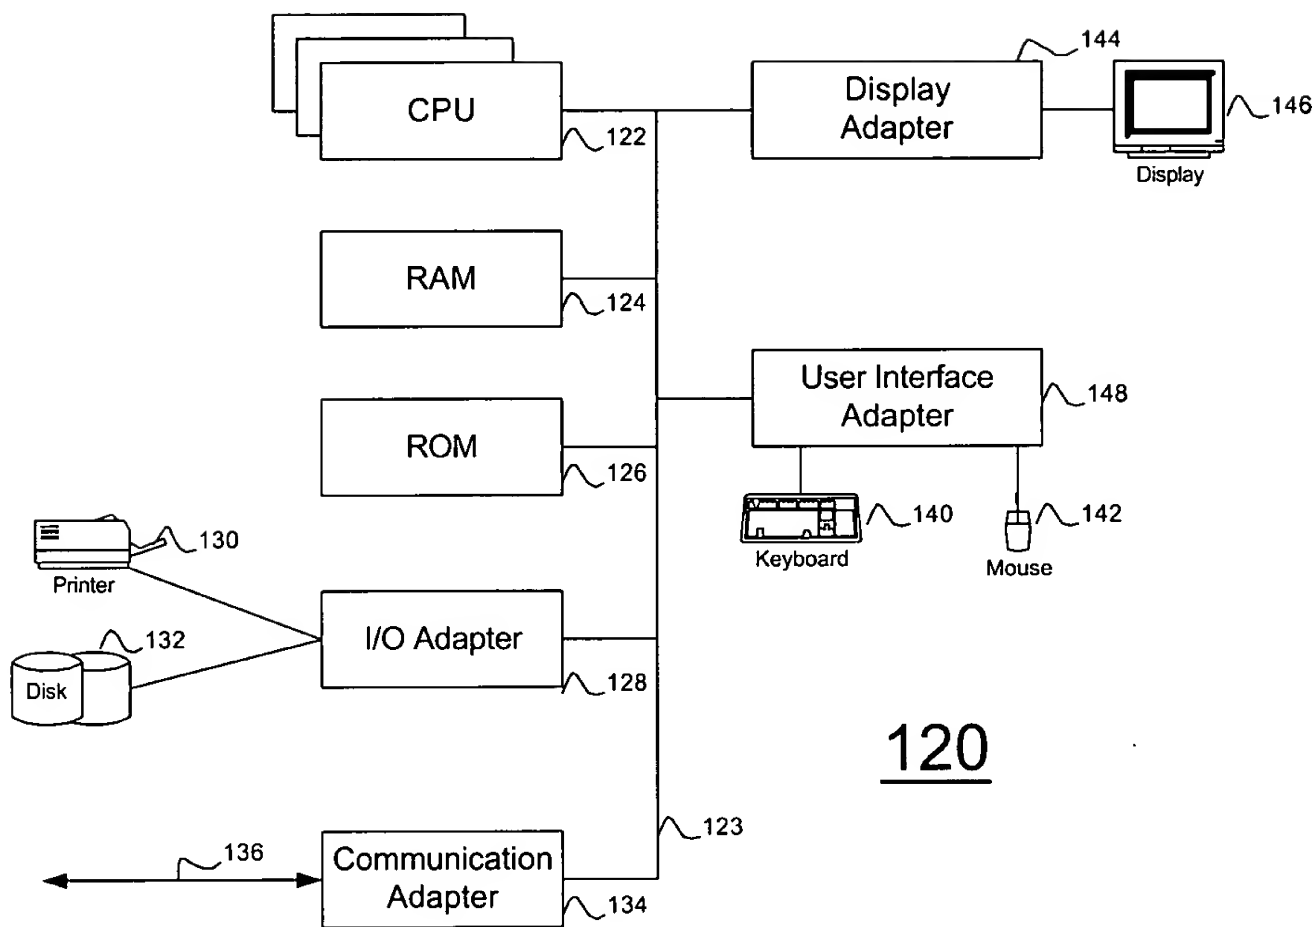 CPU
122
Display
Adapter
144
146
Display
RAM
124
User Interface
Adapter
148
ROM
126
140
Keyboard
142
Mouse
130
Printer
I/O Adapter
128
132
Disk
120
123
136
Communication
Adapter
134